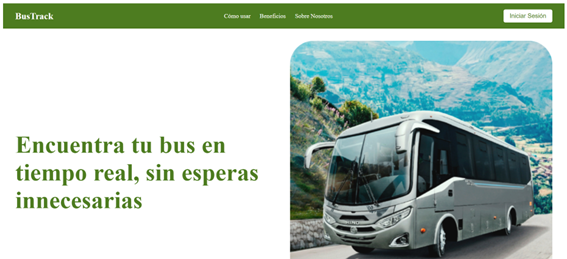 BusTrack
Cómo usar Beneficios Sobre Nosotros
Iniciar Sesión
Encuentra tu bus en
tiempo real, sin esperas
innecesarias